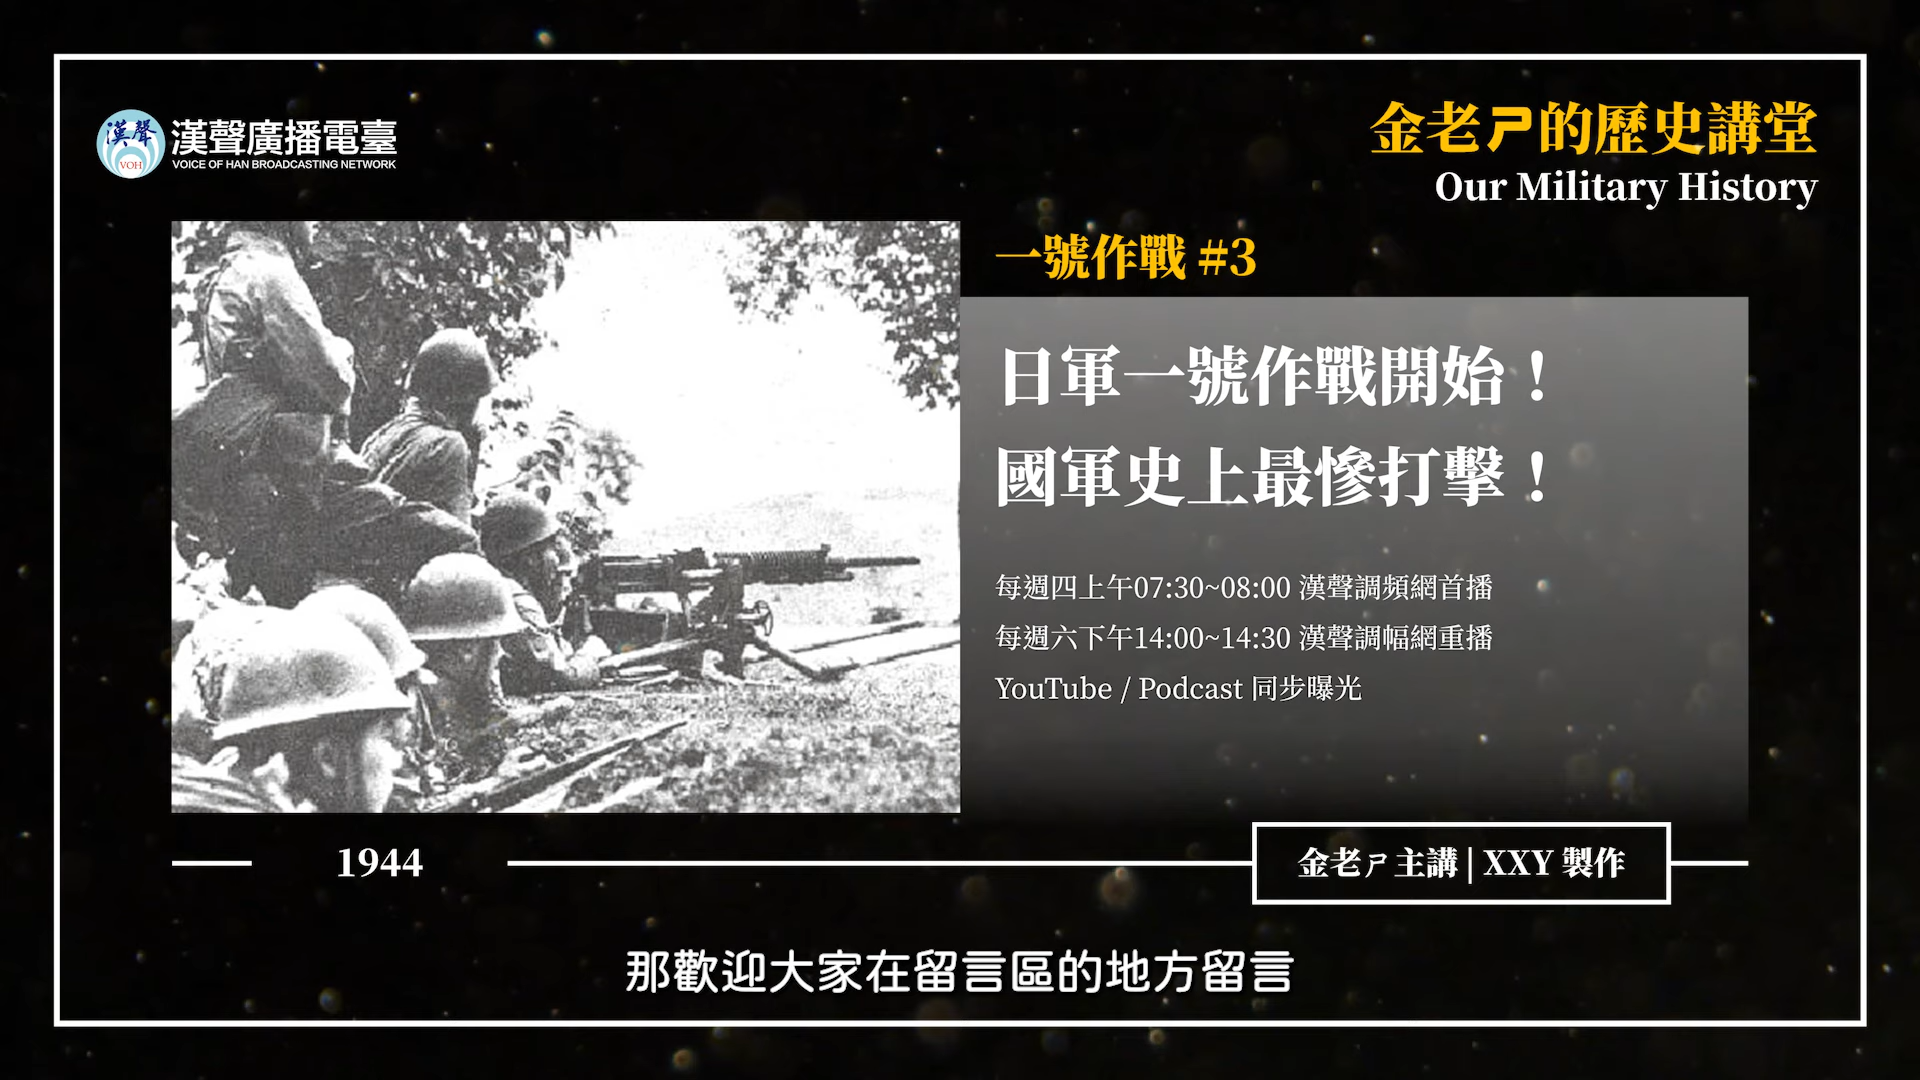 漢聲
VOH
漢聲廣播電臺
VOICE OF HAN BROADCASTING NETWORK
金老ㄕ的歷史講堂
Our Military History
一號作戰 #3
日軍一號作戰開始！
國軍史上最慘打擊！
每週四上午07:30~08:00 漢聲調頻網首播
每週六下午14:00~14:30 漢聲調幅網重播
YouTube / Podcast 同步曝光
1944
金老ㄕ主講 | XXY 製作
那歡迎大家在留言區的地方留言